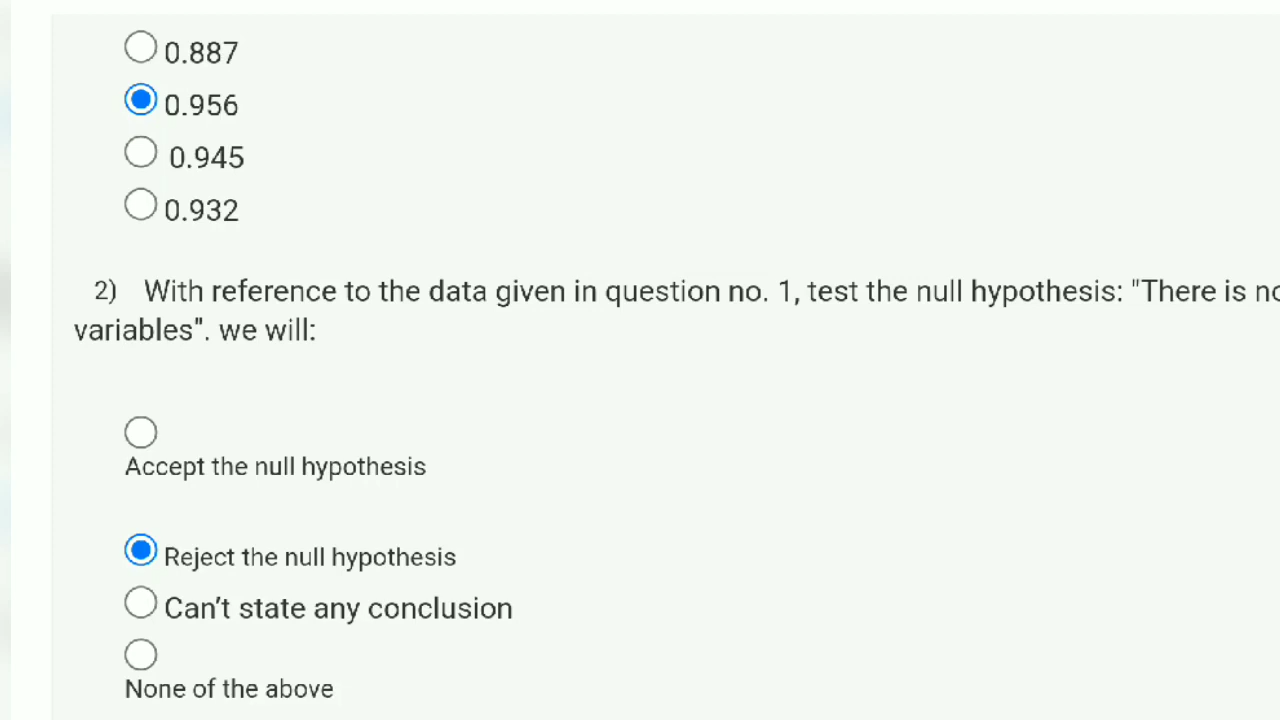 0.887
0.956
0.945
0.932
2) With reference to the data given in question no. 1, test the null hypothesis: "There is
variables". we will:
Accept the null hypothesis
Reject the null hypothesis
Can't state any conclusion
None of the above